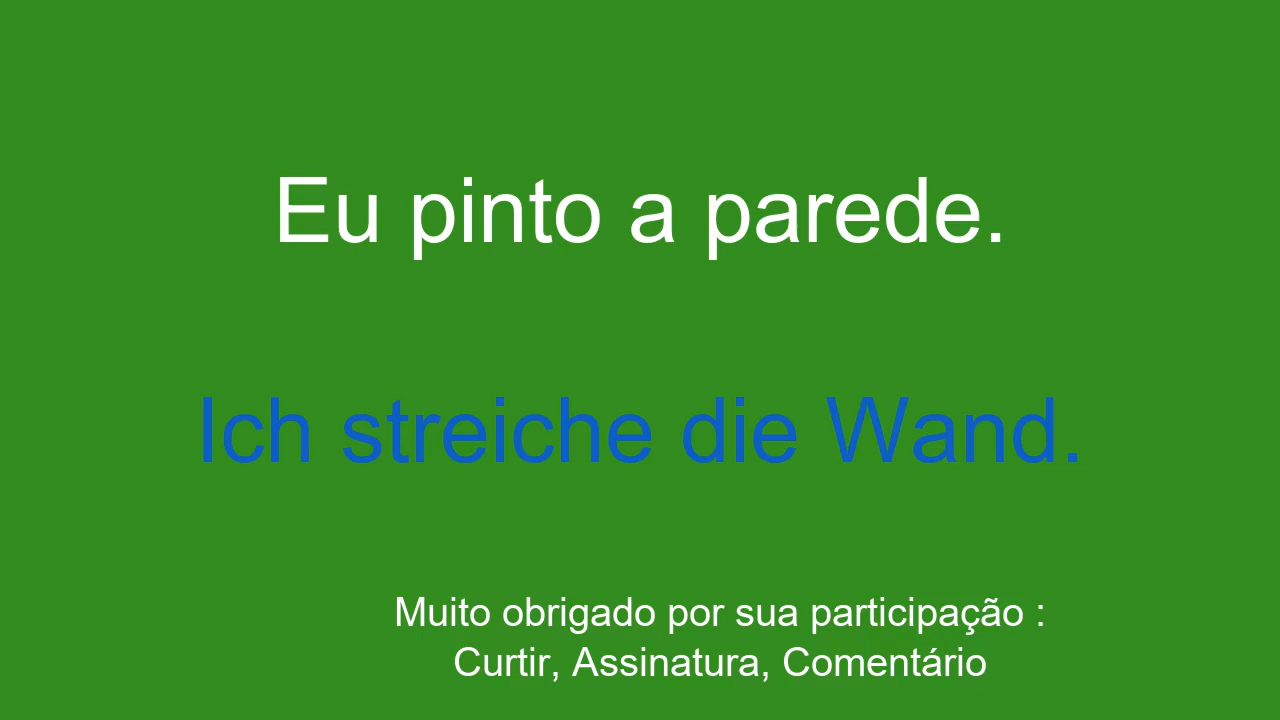 Eu pinto a parede.
Ich streiche die Wand.
Muito obrigado por sua participação :
Curtir, Assinatura, Comentário